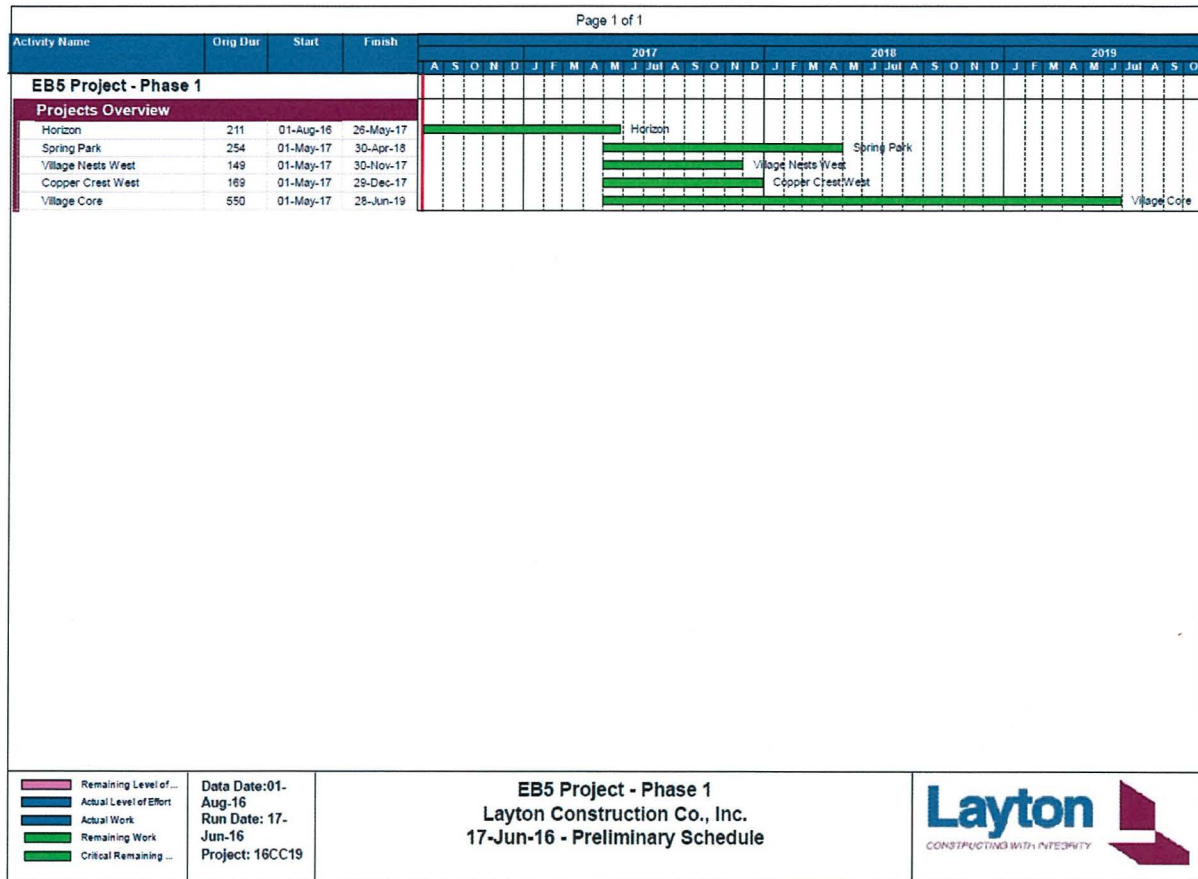 Page 1 of 1
Activity Name Orig Dur Start Finish
2017 2018 2019
A S O N D J F M A M J Jul A S O N D J F M A M J Jul A S O N D J F M A M J Jul A S O
EB5 Project - Phase 1
Projects Overview
Horizon 211 01-Aug-16 26-May-17 Horizon
Spring Park 254 01-May-17 30-Apr-18 Spring Park
Village Nests West 149 01-May-17 30-Nov-17 Village Nests West
Copper Crest West 169 01-May-17 29-Dec-17 Copper Crest West
Village Core 550 01-May-17 28-Jun-19 Village Core
Remaining Level of...
Actual Level of Effort
Actual Work
Remaining Work
Critical Remaining ...
Data Date:01-
Aug-16
Run Date: 17-
Jun-16
Project: 16CC19
EB5 Project - Phase 1
Layton Construction Co., Inc.
17-Jun-16 - Preliminary Schedule
Layton
CONSTRUCTING WITH INTEGRITY